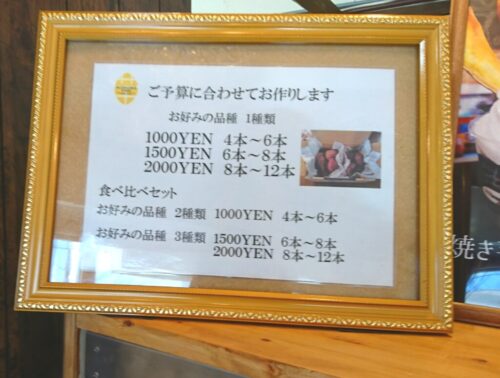 ご予算に合わせてお作りします
お好みの品種 1種類
1000YEN 4本～6本
1500YEN 6本～8本
2000YEN 8本～12本
食べ比べセット
お好みの品種 2種類 1000YEN 4本～6本
お好みの品種 3種類 1500YEN 6本～8本
2000YEN 8本～12本
焼き